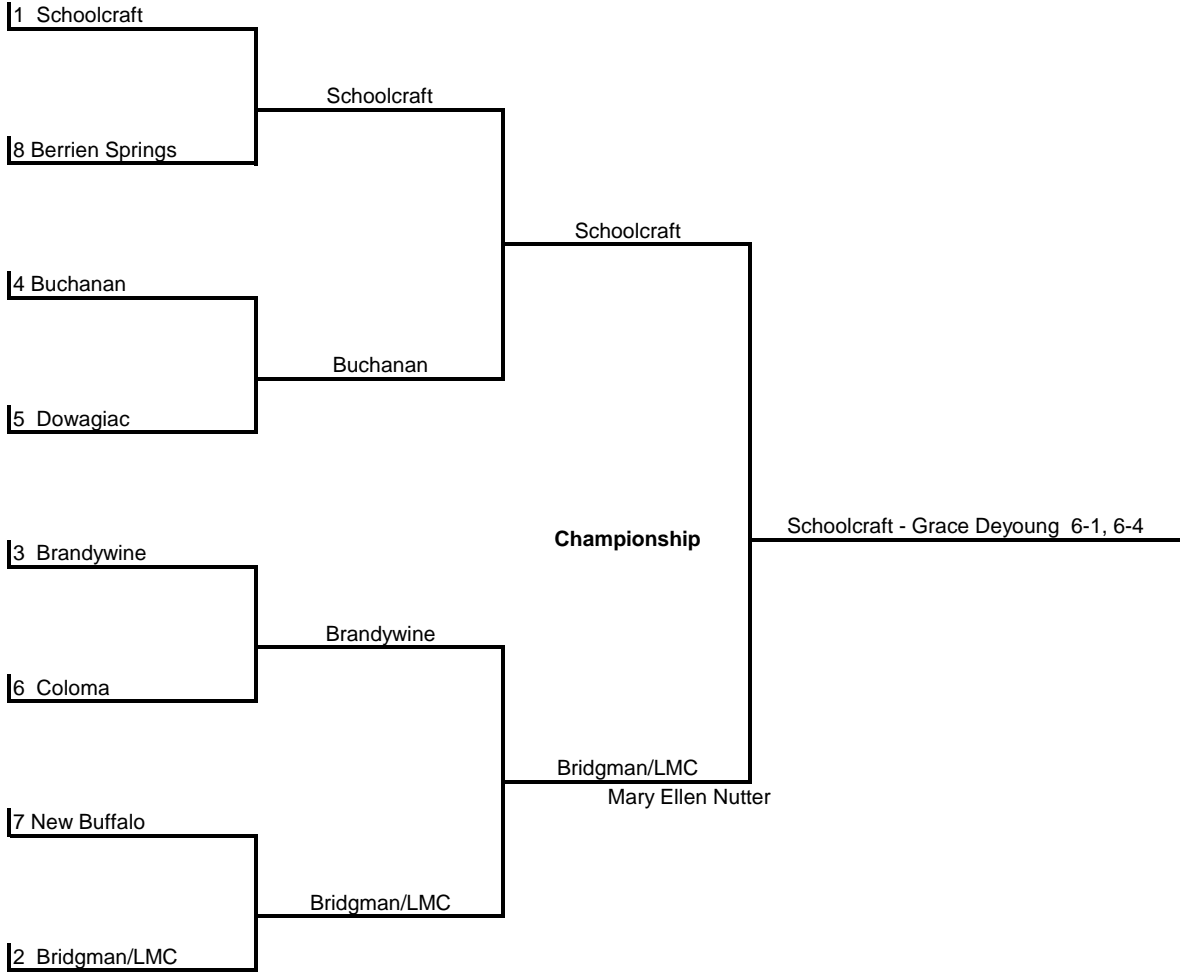 1 Schoolcraft
Schoolcraft
8 Berrien Springs
Schoolcraft
4 Buchanan
Buchanan
5 Dowagiac
Championship
Schoolcraft - Grace Deyoung 6-1, 6-4
3 Brandywine
Brandywine
6 Coloma
Bridgman/LMC
Mary Ellen Nutter
7 New Buffalo
Bridgman/LMC
2 Bridgman/LMC